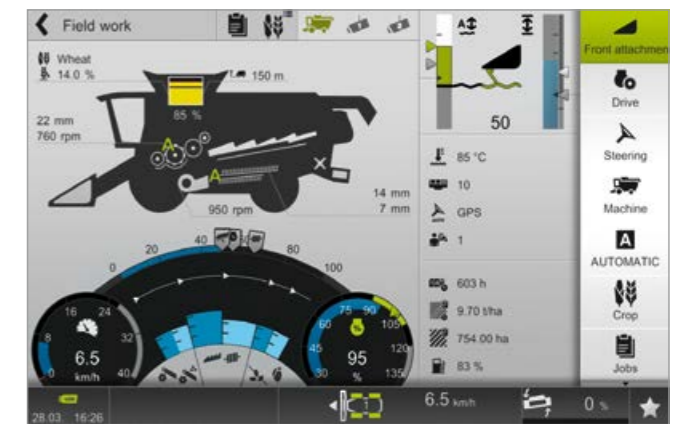 Field work
Wheat
14.0 %
150 m
85 %
22 mm
760 rpm
A
A
14 mm
7 mm
950 rpm
0
20
40
80
100
8
16
24
32
40
0
6.5
km/h
30
45
60
75
90
105
120
135
95
%
A
50
85 °C
10
GPS
1
603 h
9.70 t/ha
754.00 ha
83 %
Front attachmen
Drive
Steering
Machine
A
AUTOMATIC
Crop
Jobs
28.03. 16:26
1
6.5 km/h
0 %